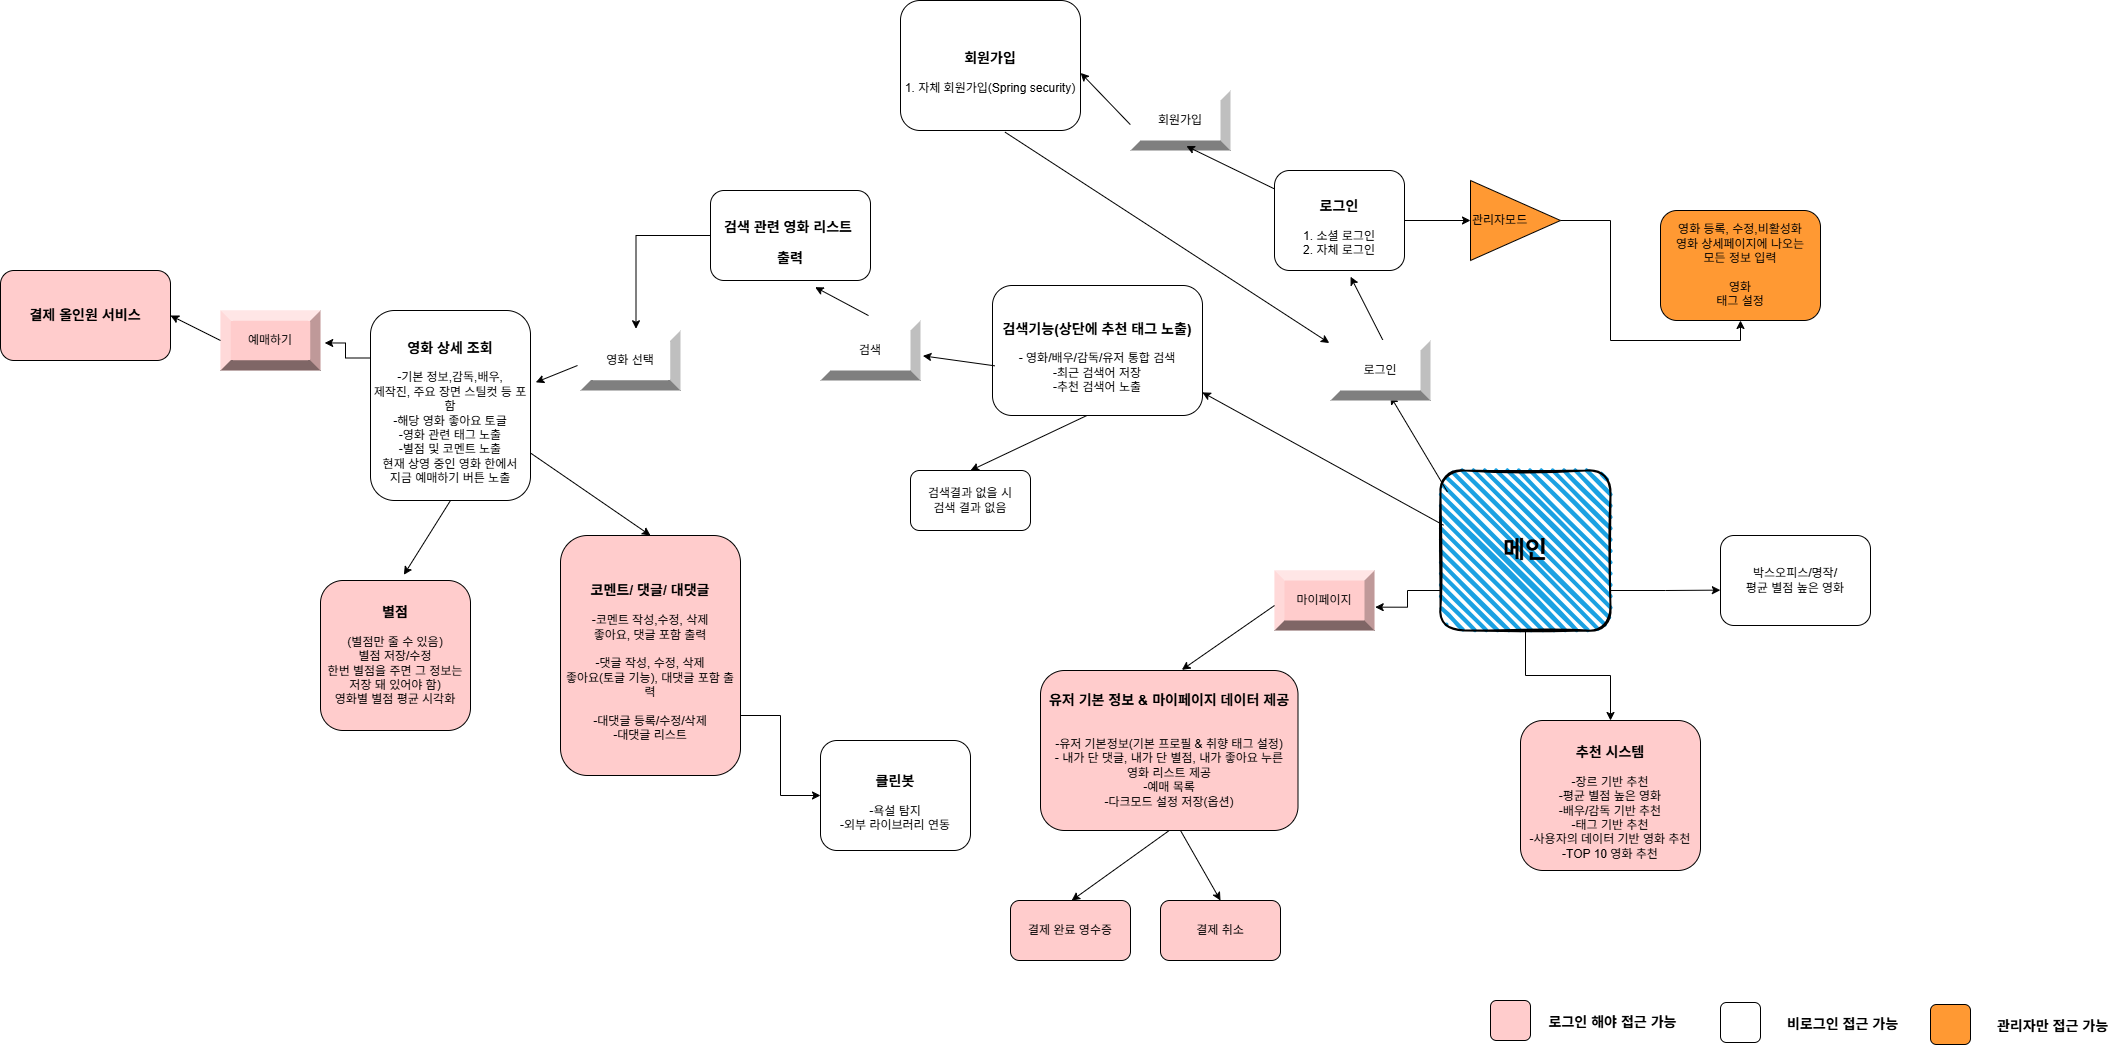 회원가입
1. 자체 회원가입(Spring security)
회원가입
로그인
1. 소셜 로그인
2. 자체 로그인
관리자모드
영화 등록, 수정,비활성화
영화 상세페이지에 나오는
모든 정보 입력
영화
태그 설정
검색 관련 영화 리스트
출력
결제 올인원 서비스
예매하기
영화 상세 조회
-기본 정보,감독,배우,
제작진, 주요 장면 스틸컷 등 포
함
-해당 영화 좋아요 토글
-영화 관련 태그 노출
-별점 및 코멘트 노출
현재 상영 중인 영화 한에서
지금 예매하기 버튼 노출
영화 선택
검색
검색기능(상단에 추천 태그 노출)
- 영화/배우/감독/유저 통합 검색
-최근 검색어 저장
-추천 검색어 노출
로그인
검색결과 없을 시
검색 결과 없음
메인
박스오피스/명작/
평균 별점 높은 영화
마이페이지
별점
(별점만 줄 수 있음)
별점 저장/수정
한번 별점을 주면 그 정보는
저장 돼 있어야 함)
영화별 별점 평균 시각화
코멘트/ 댓글/ 대댓글
-코멘트 작성,수정, 삭제
좋아요, 댓글 포함 출력
-댓글 작성, 수정, 삭제
좋아요(토글 기능), 대댓글 포함 출
력
-대댓글 등록/수정/삭제
-대댓글 리스트
클린봇
-욕설 탐지
-외부 라이브러리 연동
유저 기본 정보 & 마이페이지 데이터 제공
-유저 기본정보(기본 프로필 & 취향 태그 설정)
- 내가 단 댓글, 내가 단 별점, 내가 좋아요 누른
영화 리스트 제공
-예매 목록
-다크모드 설정 저장(옵션)
추천 시스템
-장르 기반 추천
-평균 별점 높은 영화
-배우/감독 기반 추천
-태그 기반 추천
-사용자의 데이터 기반 영화 추천
-TOP 10 영화 추천
결제 완료 영수증
결제 취소
로그인 해야 접근 가능
비로그인 접근 가능
관리자만 접근 가능